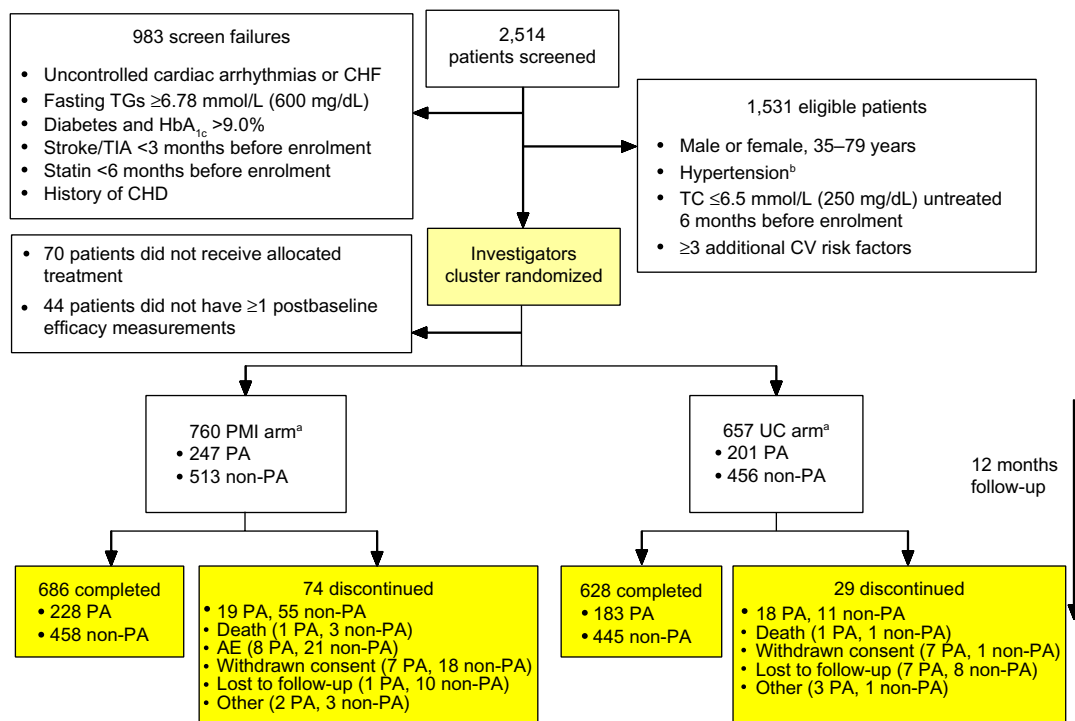 983 screen failures
• Uncontrolled cardiac arrhythmias or CHF
• Fasting TGs ≥6.78 mmol/L (600 mg/dL)
• Diabetes and HbA1c >9.0%
• Stroke/TIA <3 months before enrolment
• Statin <6 months before enrolment
• History of CHD
2,514
patients screened
1,531 eligible patients
• Male or female, 35–79 years
• Hypertensionᵇ
• TC ≤6.5 mmol/L (250 mg/dL) untreated
6 months before enrolment
• ≥3 additional CV risk factors
• 70 patients did not receive allocated
treatment
• 44 patients did not have ≥1 postbaseline
efficacy measurements
Investigators
cluster randomized
760 PMI armᵃ
• 247 PA
• 513 non-PA
657 UC armᵃ
• 201 PA
• 456 non-PA
12 months
follow-up
686 completed
• 228 PA
• 458 non-PA
74 discontinued
• 19 PA, 55 non-PA
• Death (1 PA, 3 non-PA)
• AE (8 PA, 21 non-PA)
• Withdrawn consent (7 PA, 18 non-PA)
• Lost to follow-up (1 PA, 10 non-PA)
• Other (2 PA, 3 non-PA)
628 completed
• 183 PA
• 445 non-PA
29 discontinued
• 18 PA, 11 non-PA
• Death (1 PA, 1 non-PA)
• Withdrawn consent (7 PA, 1 non-PA)
• Lost to follow-up (7 PA, 8 non-PA)
• Other (3 PA, 1 non-PA)